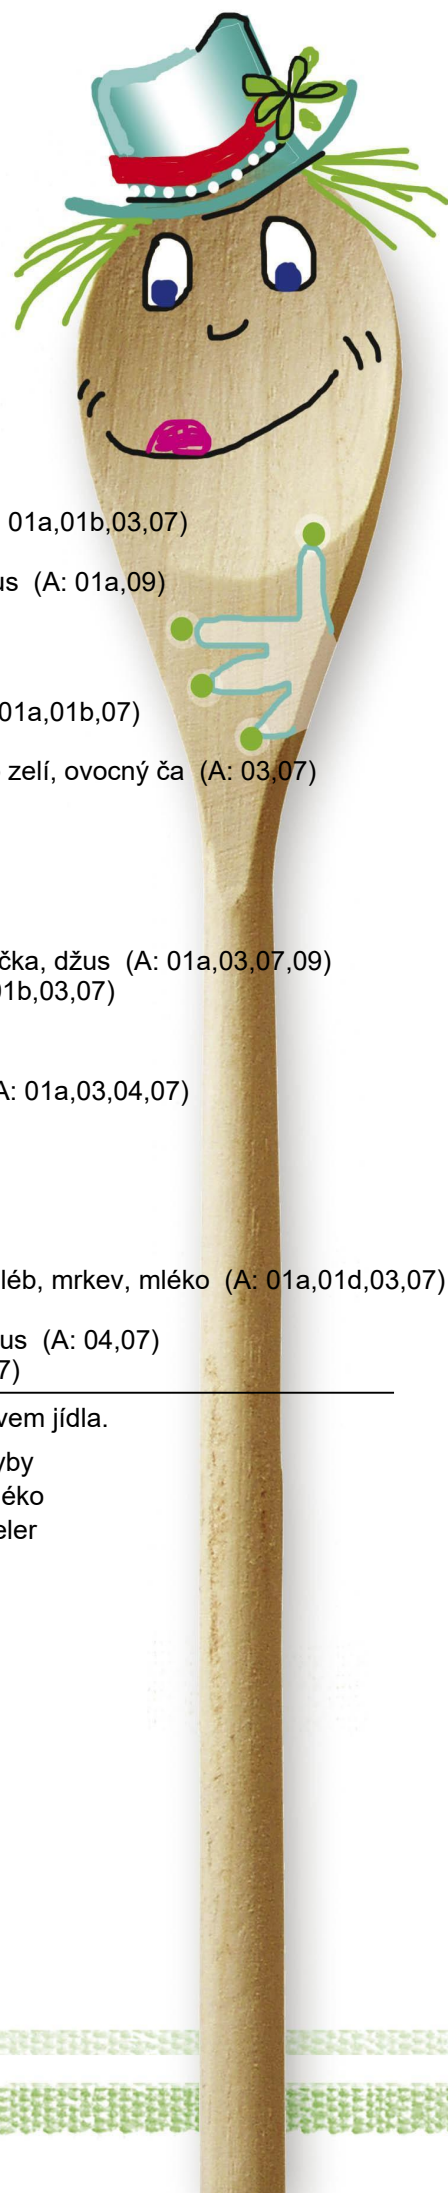 01a,01b,03,07)
us (A: 01a,09)
01a,01b,07)
zelí, ovocný ča (A: 03,07)
čka, džus (A: 01a,03,07,09)
01b,03,07)
A: 01a,03,04,07)
léb, mrkev, mléko (A: 01a,01d,03,07)
us (A: 04,07)
7)
vem jídla.
yby
éko
eler